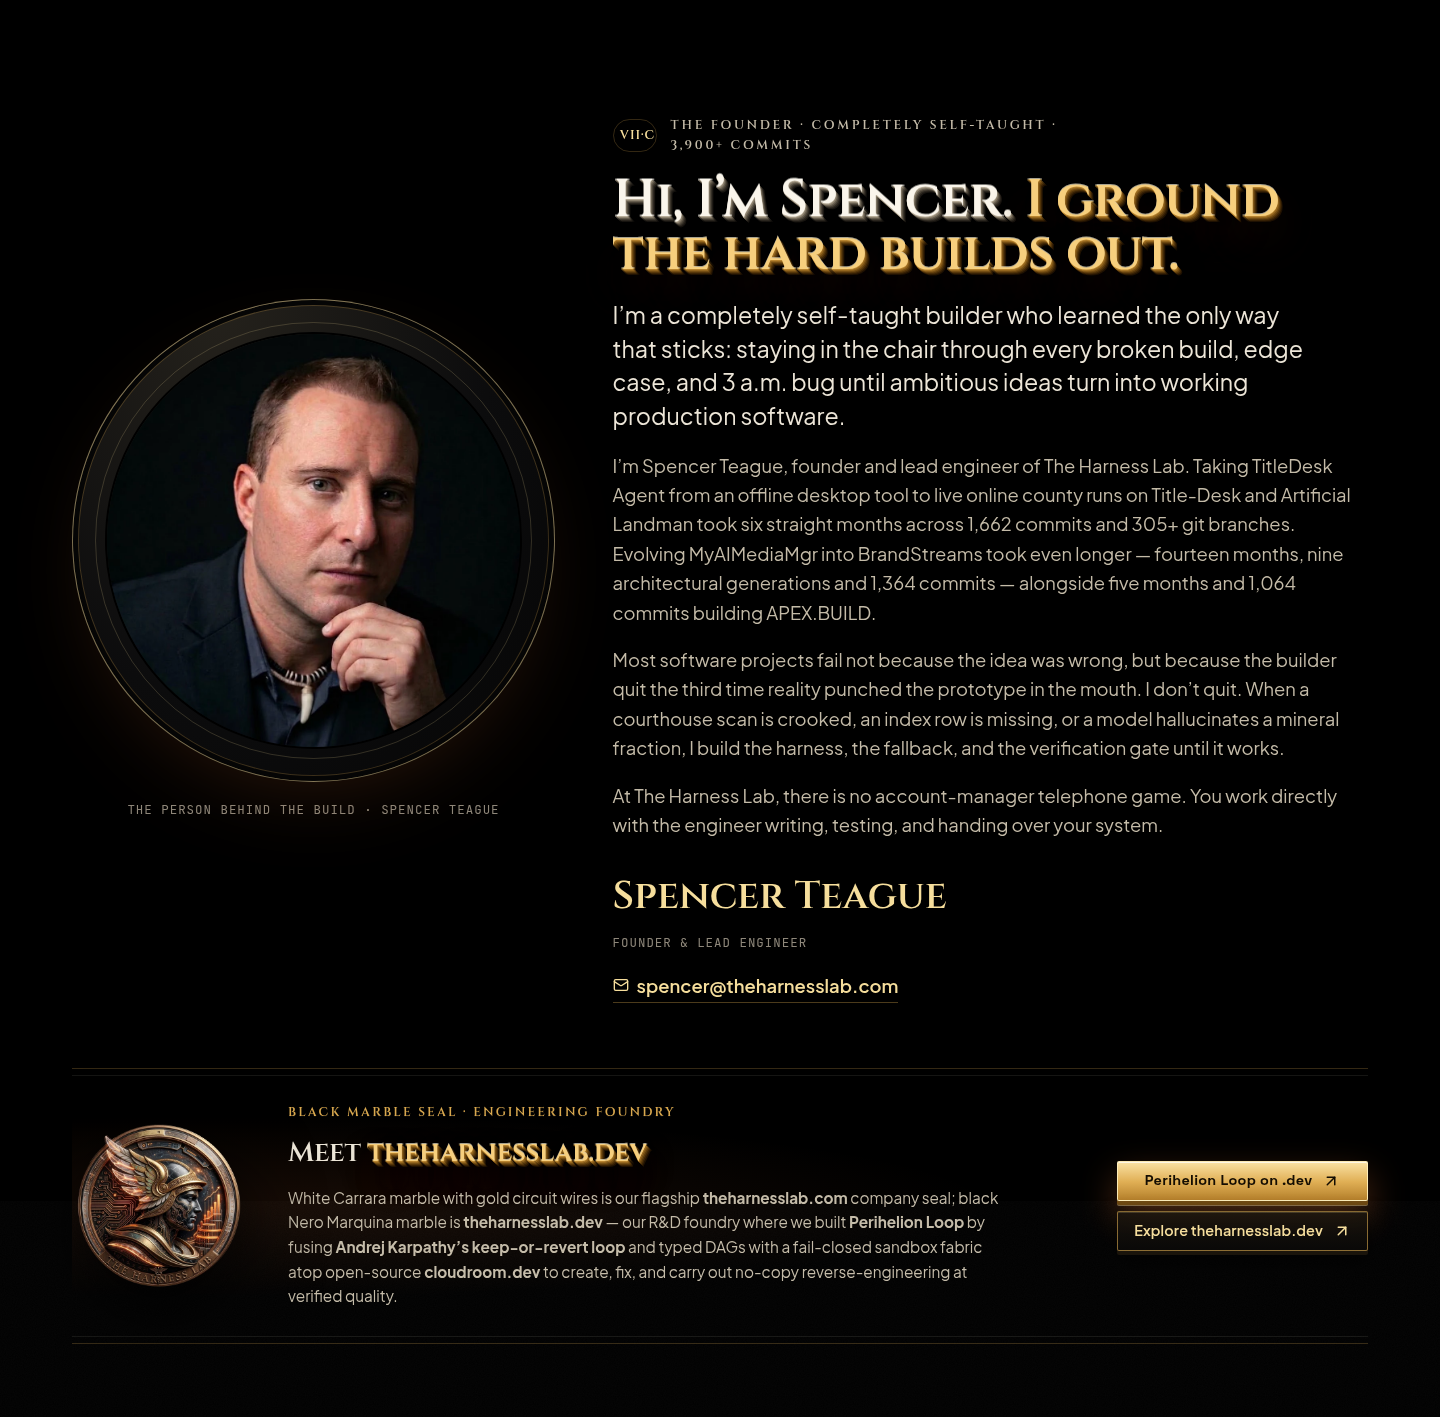 VII·C
THE FOUNDER · COMPLETELY SELF-TAUGHT ·
3,900+ COMMITS
HI, I’M SPENCER. I GROUND
THE HARD BUILDS OUT.
I’m a completely self-taught builder who learned the only way
that sticks: staying in the chair through every broken build, edge
case, and 3 a.m. bug until ambitious ideas turn into working
production software.
I’m Spencer Teague, founder and lead engineer of The Harness Lab. Taking TitleDesk
Agent from an offline desktop tool to live online county runs on Title-Desk and Artificial
Landman took six straight months across 1,662 commits and 305+ git branches.
Evolving MyAIMediaMgr into BrandStreams took even longer — fourteen months, nine
architectural generations and 1,364 commits — alongside five months and 1,064
commits building APEX.BUILD.
Most software projects fail not because the idea was wrong, but because the builder
quit the third time reality punched the prototype in the mouth. I don’t quit. When a
courthouse scan is crooked, an index row is missing, or a model hallucinates a mineral
fraction, I build the harness, the fallback, and the verification gate until it works.
At The Harness Lab, there is no account-manager telephone game. You work directly
with the engineer writing, testing, and handing over your system.
THE PERSON BEHIND THE BUILD · SPENCER TEAGUE
SPENCER TEAGUE
FOUNDER & LEAD ENGINEER
spencer@theharnesslab.com
BLACK MARBLE SEAL · ENGINEERING FOUNDRY
MEET THEHARNESSLAB.DEV
White Carrara marble with gold circuit wires is our flagship theharnesslab.com company seal; black
Nero Marquina marble is theharnesslab.dev — our R&D foundry where we built Perihelion Loop by
fusing Andrej Karpathy’s keep-or-revert loop and typed DAGs with a fail-closed sandbox fabric
atop open-source cloudroom.dev to create, fix, and carry out no-copy reverse-engineering at
verified quality.
THE HARNESS LAB
Perihelion Loop on .dev
Explore theharnesslab.dev